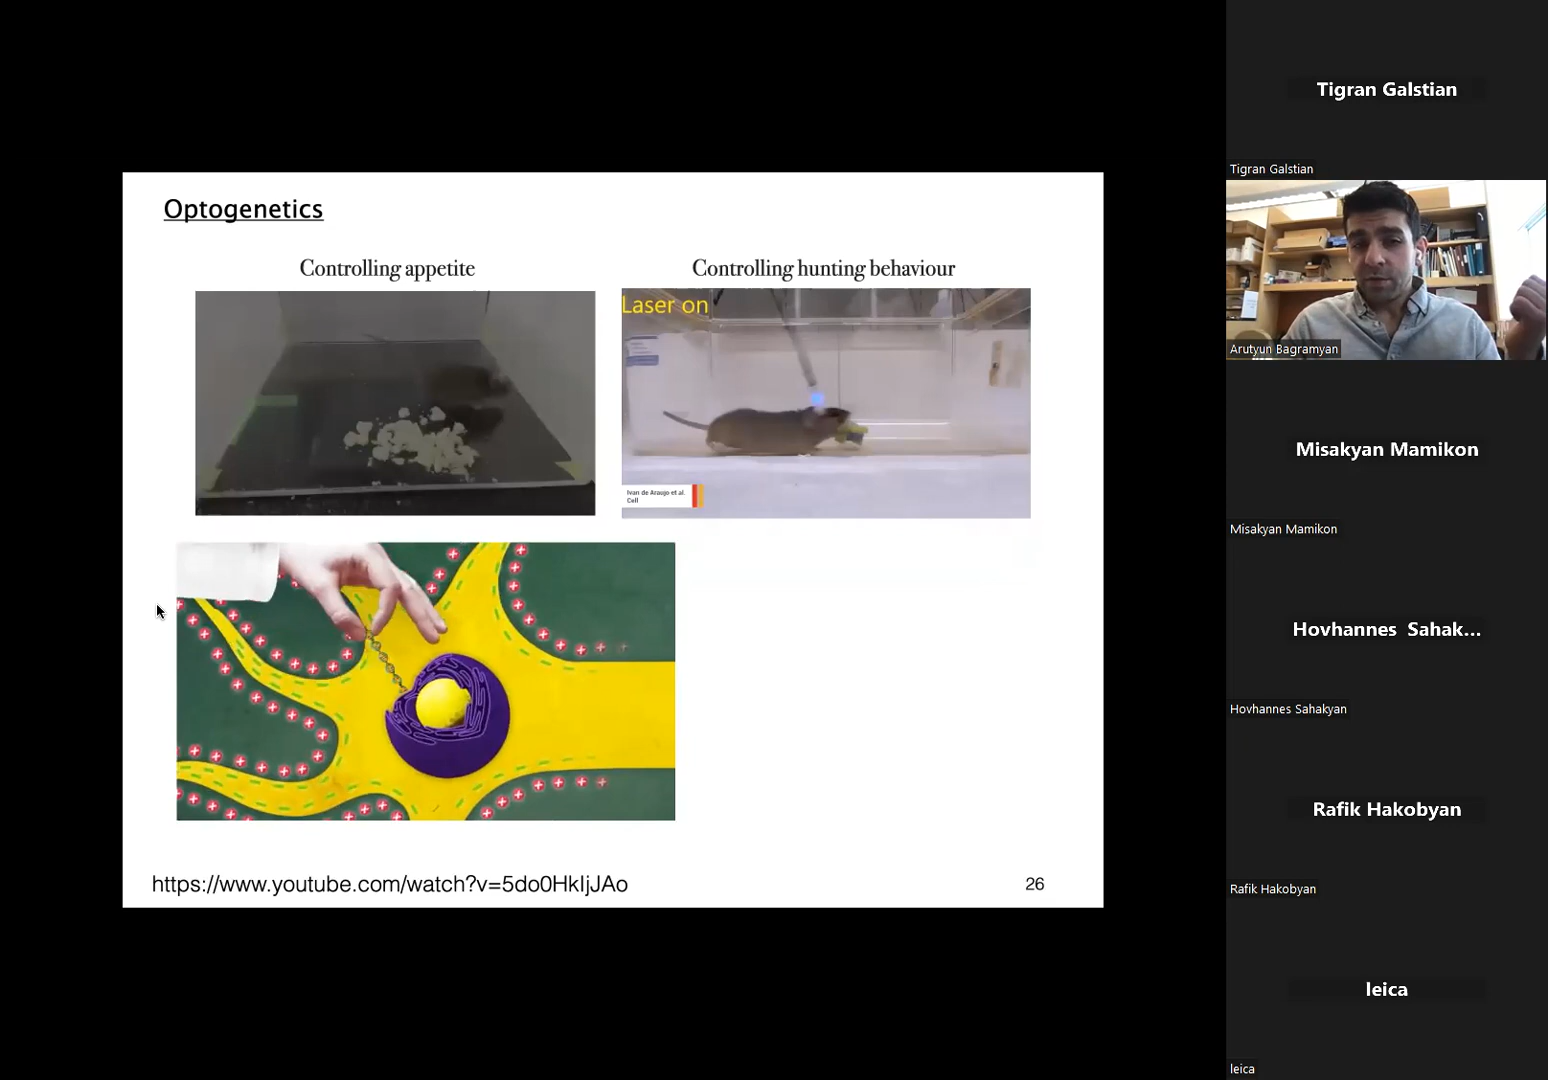 Optogenetics
Controlling appetite
Controlling hunting behaviour
Laser on
Ivan de Araujo et al.
Cell
https://www.youtube.com/watch?v=5do0HkIjJAo
26
Tigran Galstian
Tigran Galstian
Arutyun Bagramyan
Misakyan Mamikon
Misakyan Mamikon
Hovhannes Sahak...
Hovhannes Sahakyan
Rafik Hakobyan
Rafik Hakobyan
leica
leica